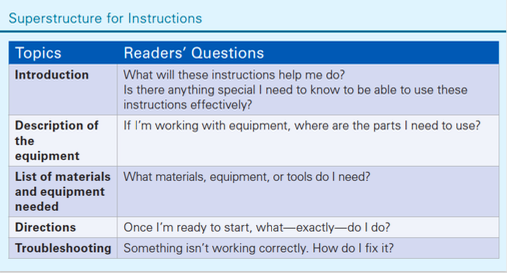 Superstructure for Instructions
Topics Readers' Questions
Introduction What will these instructions help me do?
Is there anything special I need to know to be able to use these
instructions effectively?
Description of If I'm working with equipment, where are the parts I need to use?
the
equipment
List of materials What materials, equipment, or tools do I need?
and equipment
needed
Directions Once I'm ready to start, what—exactly—do I do?
Troubleshooting Something isn't working correctly. How do I fix it?